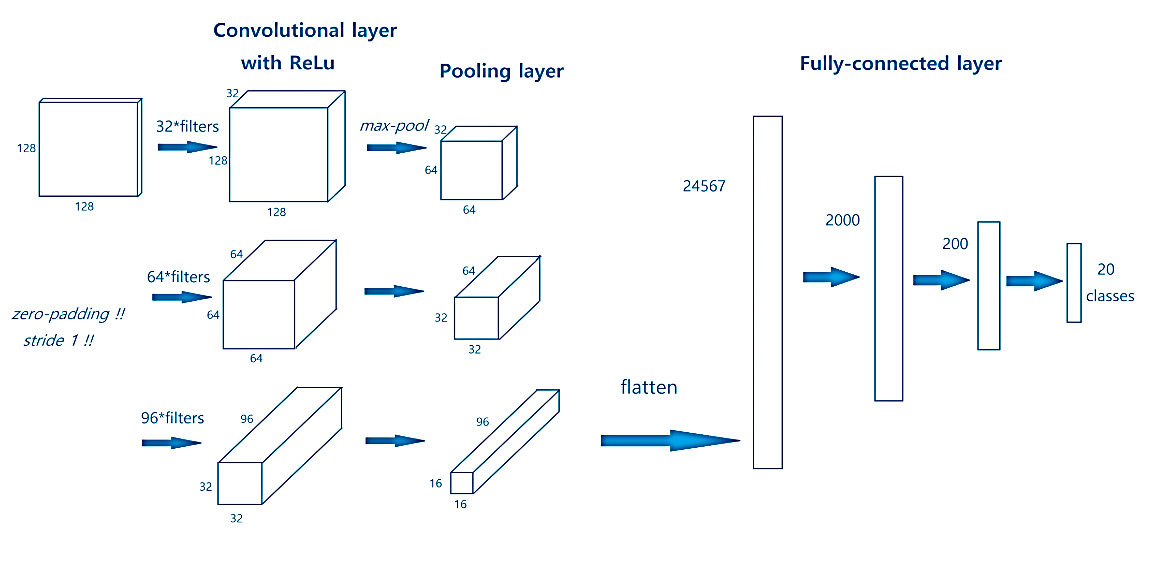 Convolutional layer
with ReLu
Pooling layer
Fully-connected layer
128
128
32*filters
32
128
128
max-pool
32
64
64
64*filters
64
64
64
64
32
32
zero-padding !!
stride 1 !!
96*filters
96
32
32
96
16
16
flatten
24567
2000
200
20
classes